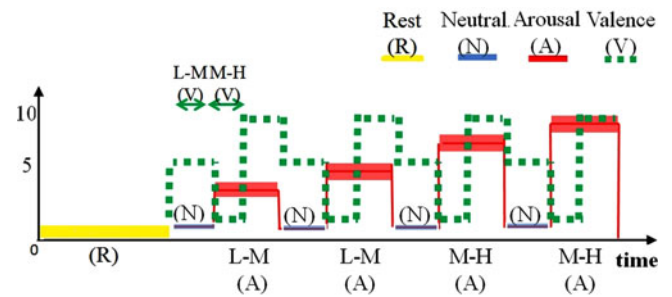 Rest Neutral Arousal Valence
(R) (N) (A) (V)
L-M M-H
(V) (V)
10
5
(N) (N) (N) (N)
0
(R) L-M L-M M-H M-H time
(A) (A) (A) (A)